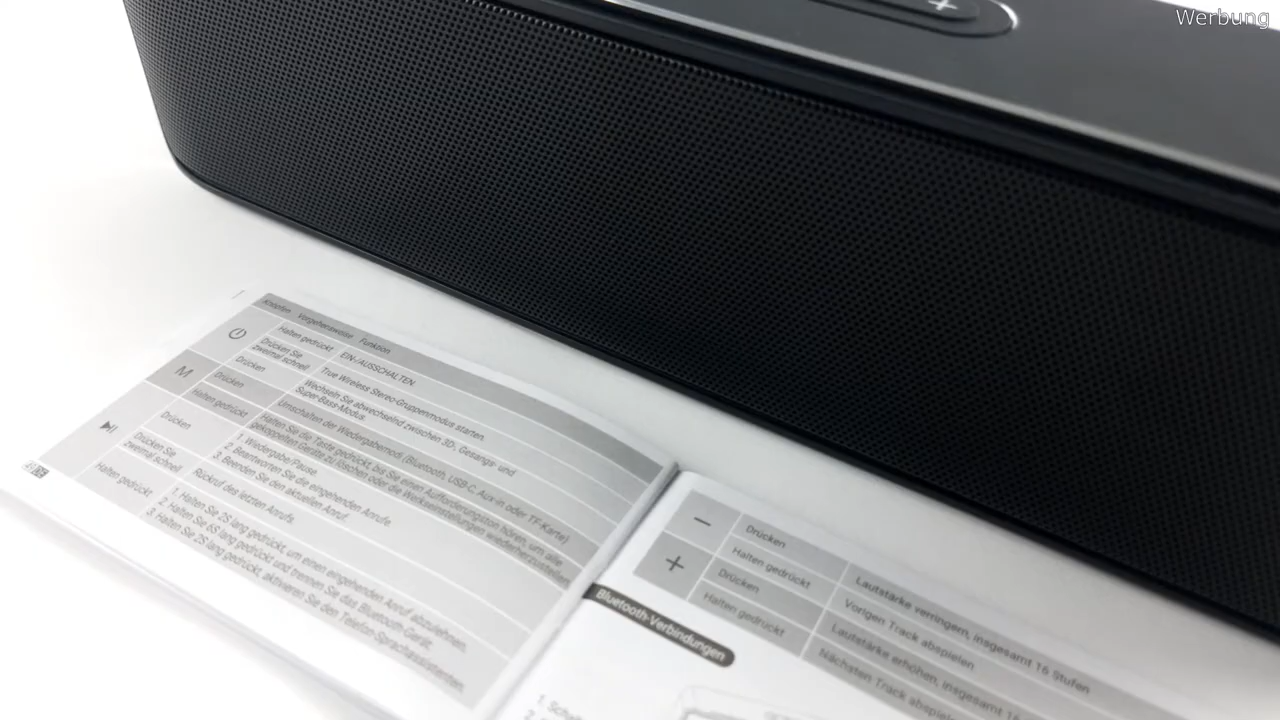 Werbung
Knöpfen Vorgehensweise Funktion
Halten gedrückt EIN-/AUSSCHALTEN
Drücken Sie
zweimal schnell True Wireless Stereo-Gruppenmodus starten.
Drücken Wechseln Sie abwechselnd zwischen 3D-, Gesangs- und
Super-Bass-Modus.
M Drücken Umschalten der Wiedergabemodi (Bluetooth, USB-C, Aux-in oder TF-Karte)
Halten gedrückt Halten Sie die Taste gedrückt, bis Sie einen Aufforderungston hören, um alle
gekoppelten Geräte zu löschen oder die Werkseinstellungen wiederherzustellen
Drücken 1. Wiedergabe/Pause.
2. Beantworten Sie die eingehenden Anrufe.
3. Beenden Sie den aktuellen Anruf.
Drücken Sie
zweimal schnell Rückruf des letzten Anrufs.
Halten gedrückt 1. Halten Sie 2S lang gedrückt, um einen eingehenden Anruf abzulehnen.
2. Halten Sie 6S lang gedrückt und trennen Sie das Bluetooth-Gerät.
3. Halten Sie 2S lang gedrückt, aktivieren Sie den Telefon-Sprachassistenten.
− Drücken Lautstärke verringern, insgesamt 16 Stufen
Halten gedrückt Vorigen Track abspielen
+ Drücken Lautstärke erhöhen, insgesamt 16
Halten gedrückt Nächsten Track abspielen
Bluetooth-Verbindungen
1.
2.